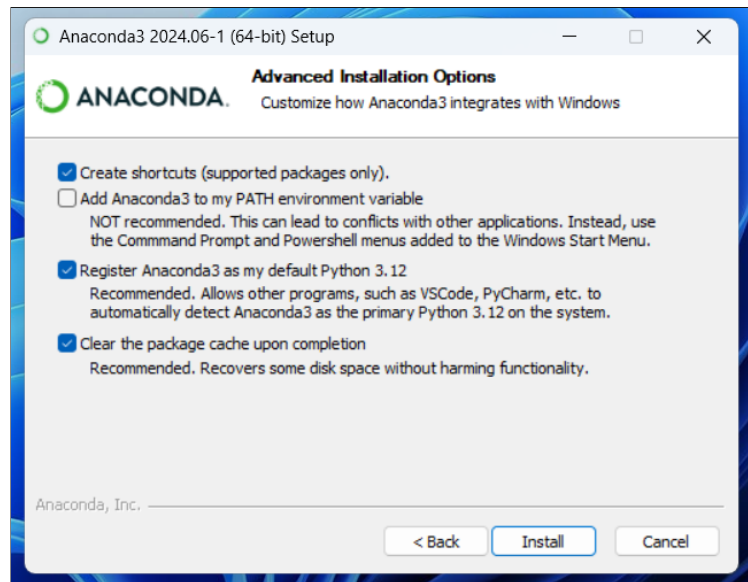 Anaconda3 2024.06-1 (64-bit) Setup
ANACONDA.
Advanced Installation Options
Customize how Anaconda3 integrates with Windows
Create shortcuts (supported packages only).
Add Anaconda3 to my PATH environment variable
NOT recommended. This can lead to conflicts with other applications. Instead, use
the Commmand Prompt and Powershell menus added to the Windows Start Menu.
Register Anaconda3 as my default Python 3.12
Recommended. Allows other programs, such as VSCode, PyCharm, etc. to
automatically detect Anaconda3 as the primary Python 3.12 on the system.
Clear the package cache upon completion
Recommended. Recovers some disk space without harming functionality.
Anaconda, Inc.
< Back
Install
Cancel